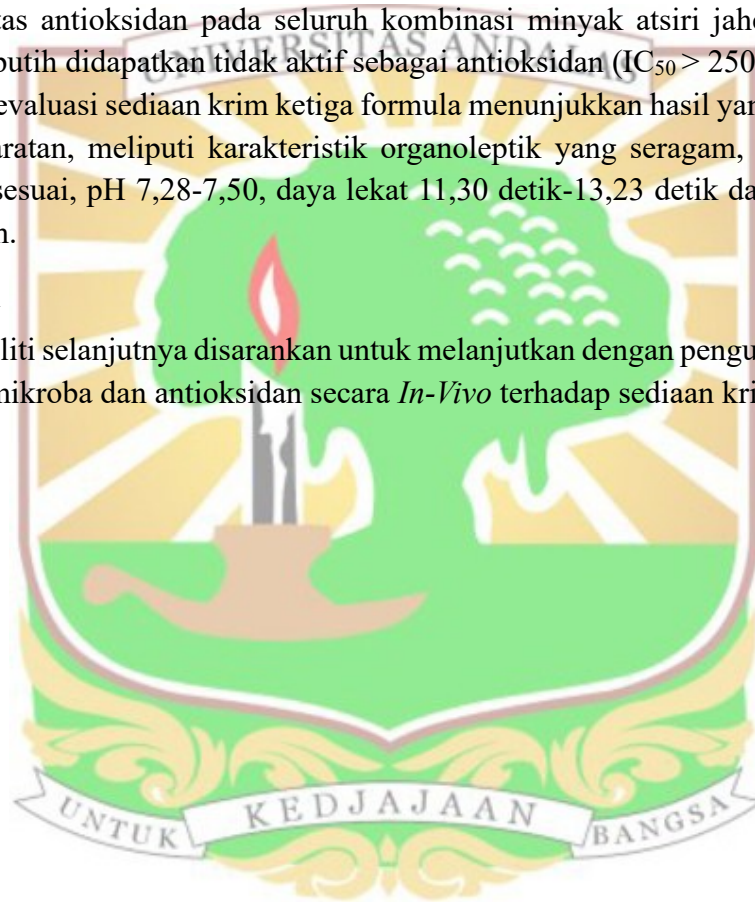 tas antioksidan pada seluruh kombinasi minyak atsiri jah
putih didapatkan tidak aktif sebagai antioksidan (IC₅₀ > 250
evaluasi sediaan krim ketiga formula menunjukkan hasil yan
aratan, meliputi karakteristik organoleptik yang seragam,
sesuai, pH 7,28-7,50, daya lekat 11,30 detik-13,23 detik da
n.
liti selanjutnya disarankan untuk melanjutkan dengan pengu
mikroba dan antioksidan secara In-Vivo terhadap sediaan kri
UNIVERSITAS ANDALAS
UNTUK KEDJAJAAN BANGSA